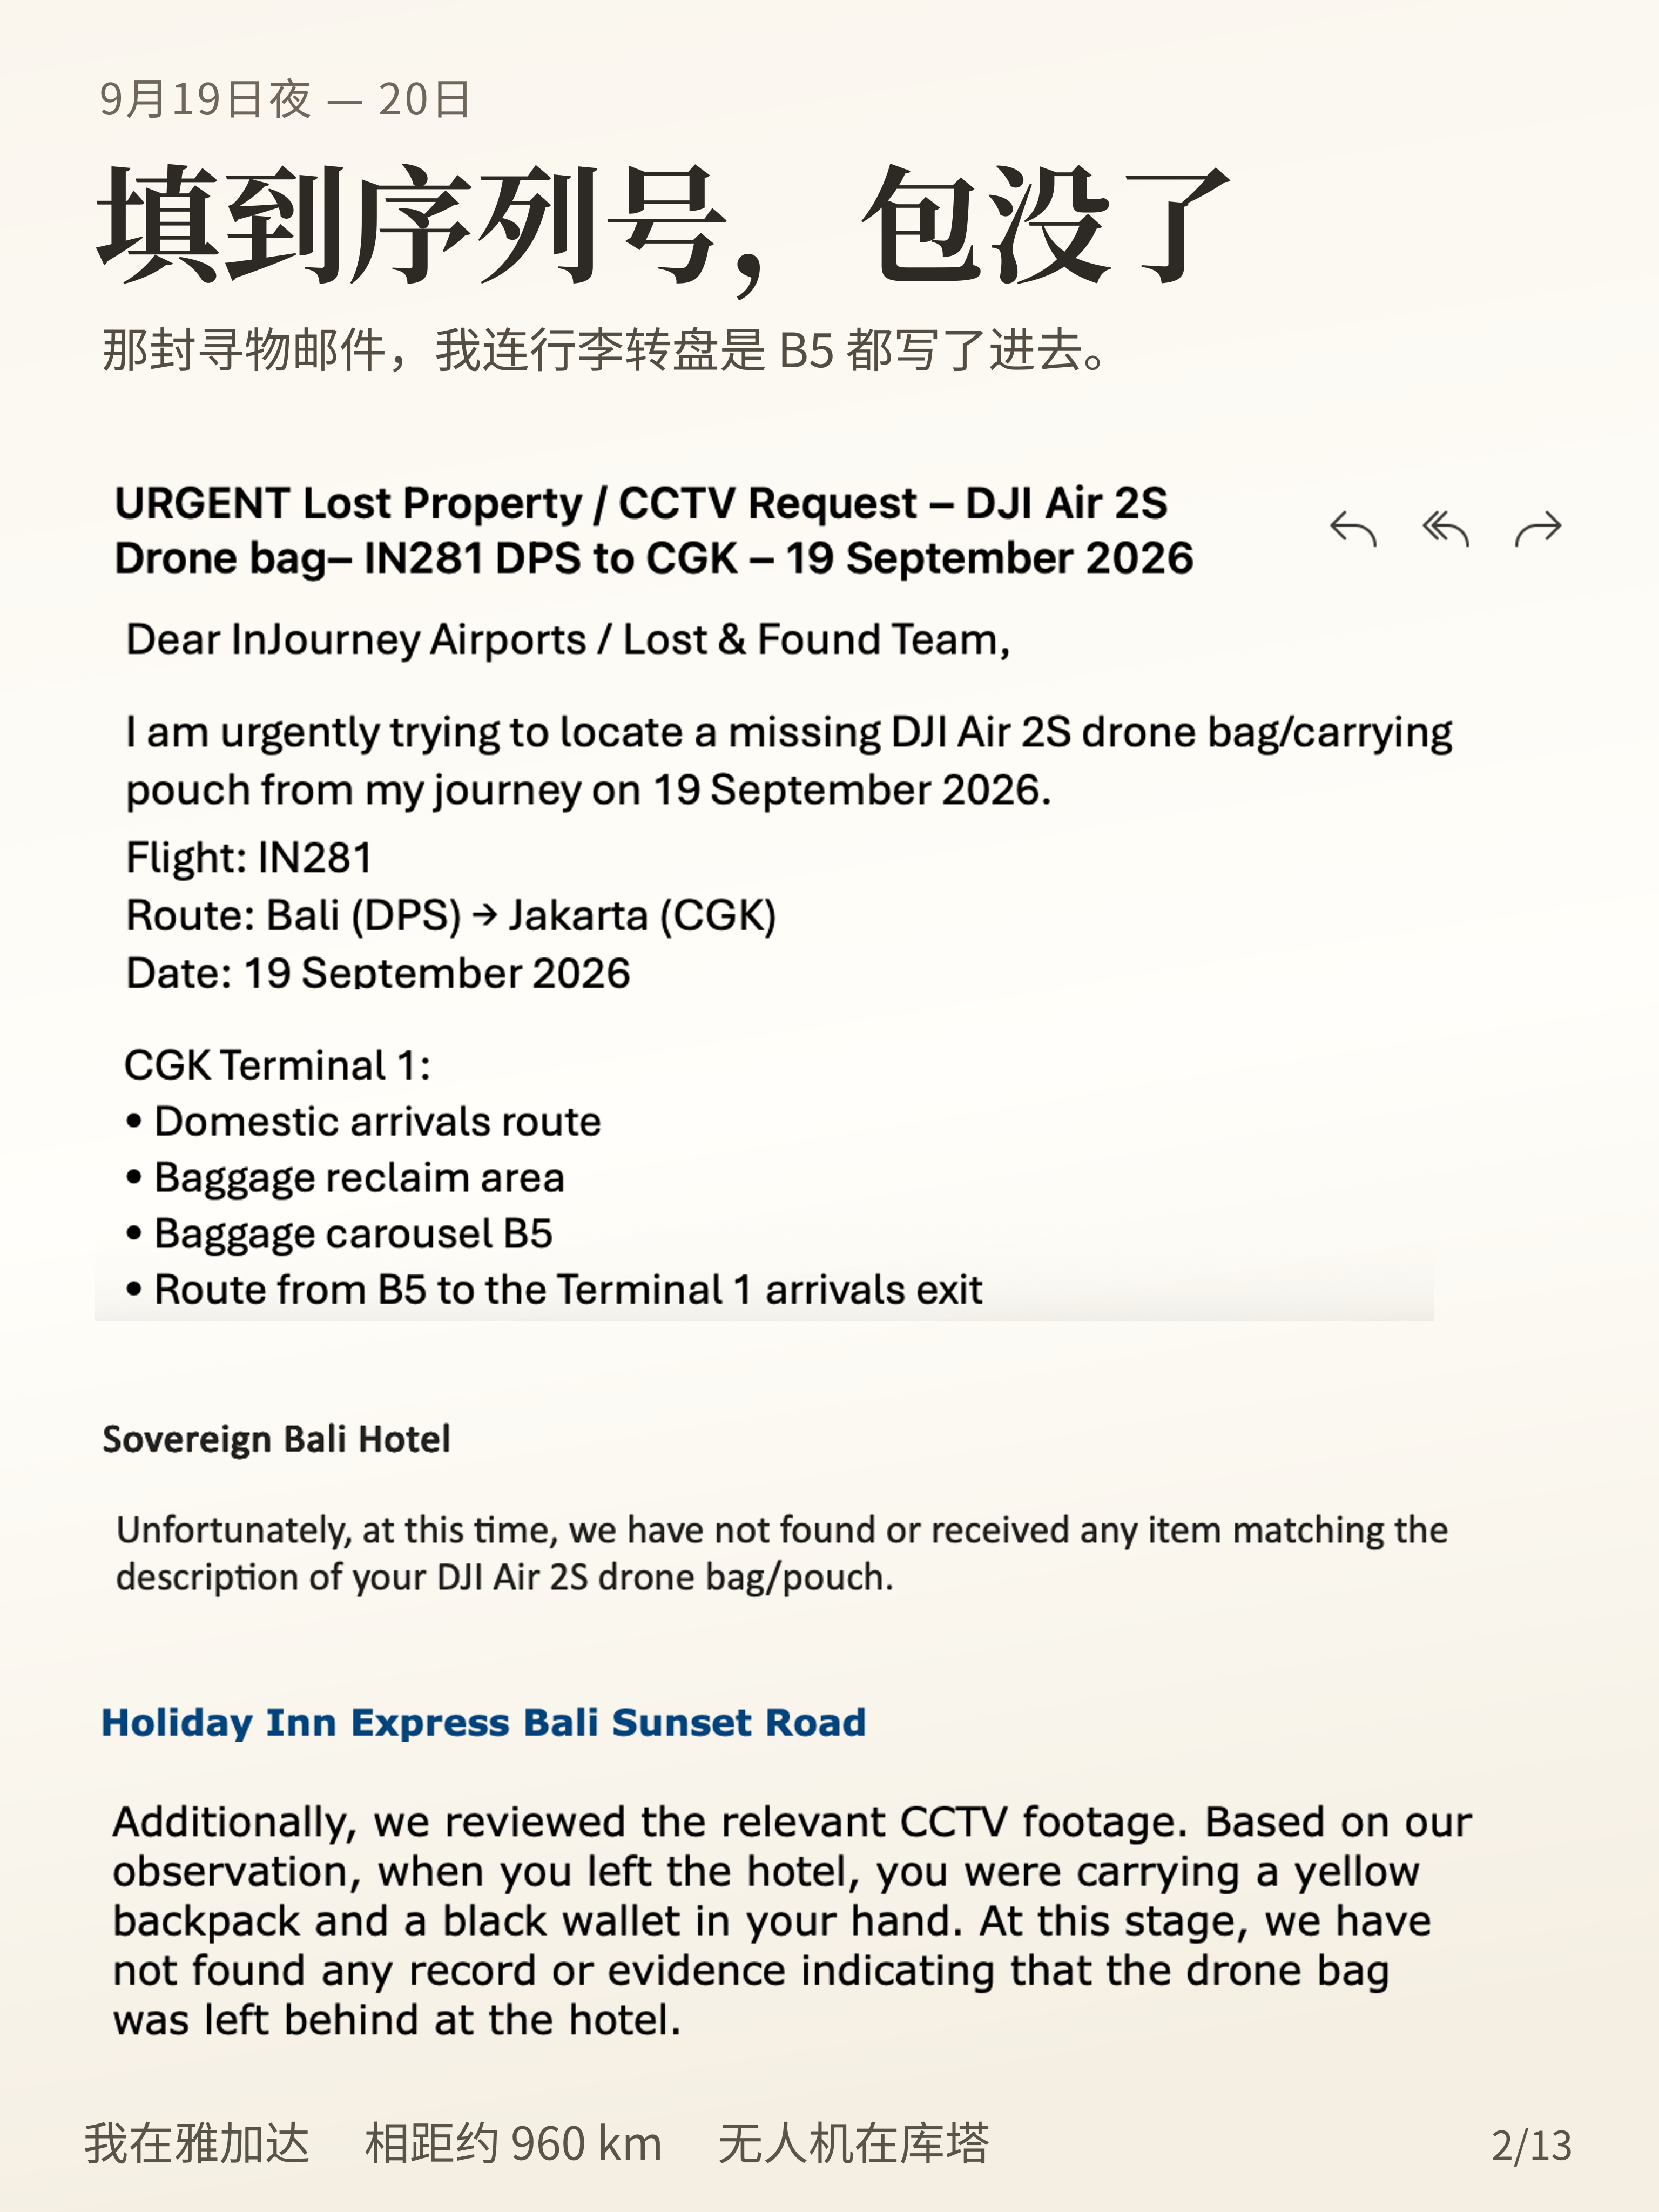 9月19日夜 — 20日
填到序列号，包没了
那封寻物邮件，我连行李转盘是 B5 都写了进去。
URGENT Lost Property / CCTV Request – DJI Air 2S
Drone bag– IN281 DPS to CGK – 19 September 2026
Dear InJourney Airports / Lost & Found Team,
I am urgently trying to locate a missing DJI Air 2S drone bag/carrying
pouch from my journey on 19 September 2026.
Flight: IN281
Route: Bali (DPS) → Jakarta (CGK)
Date: 19 September 2026
CGK Terminal 1:
• Domestic arrivals route
• Baggage reclaim area
• Baggage carousel B5
• Route from B5 to the Terminal 1 arrivals exit
Sovereign Bali Hotel
Unfortunately, at this time, we have not found or received any item matching the
description of your DJI Air 2S drone bag/pouch.
Holiday Inn Express Bali Sunset Road
Additionally, we reviewed the relevant CCTV footage. Based on our
observation, when you left the hotel, you were carrying a yellow
backpack and a black wallet in your hand. At this stage, we have
not found any record or evidence indicating that the drone bag
was left behind at the hotel.
我在雅加达 相距约 960 km 无人机在库塔 2/13